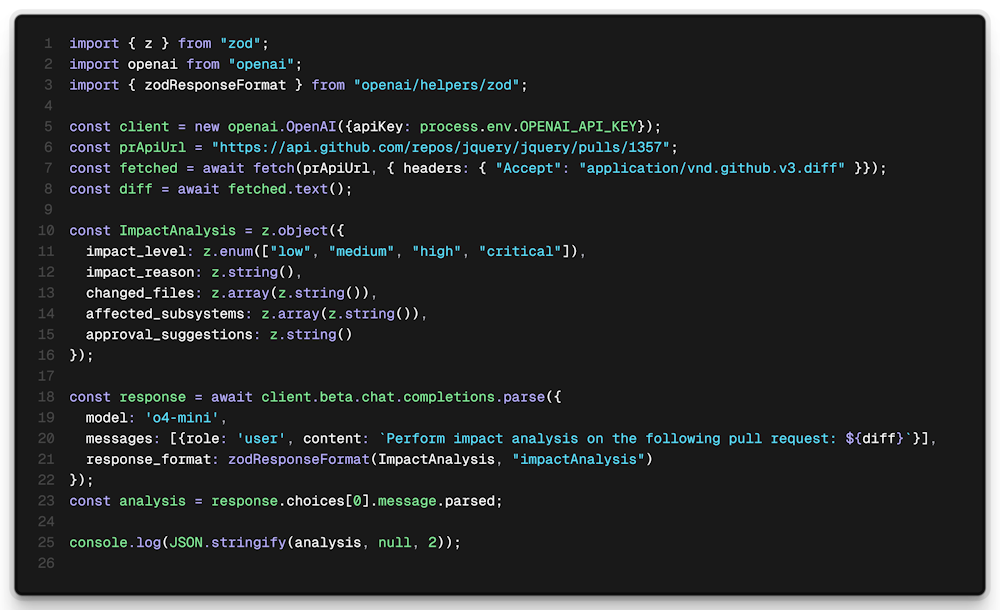 1 import { z } from "zod";
2 import openai from "openai";
3 import { zodResponseFormat } from "openai/helpers/zod";
4
5 const client = new openai.OpenAI({apiKey: process.env.OPENAI_API_KEY});
6 const prApiUrl = "https://api.github.com/repos/jquery/jquery/pulls/1357";
7 const fetched = await fetch(prApiUrl, { headers: { "Accept": "application/vnd.github.v3.diff" }});
8 const diff = await fetched.text();
9
10 const ImpactAnalysis = z.object({
11   impact_level: z.enum(["low", "medium", "high", "critical"]),
12   impact_reason: z.string(),
13   changed_files: z.array(z.string()),
14   affected_subsystems: z.array(z.string()),
15   approval_suggestions: z.string()
16 });
17
18 const response = await client.beta.chat.completions.parse({
19   model: 'o4-mini',
20   messages: [{role: 'user', content: `Perform impact analysis on the following pull request: ${diff}`}],
21   response_format: zodResponseFormat(ImpactAnalysis, "impactAnalysis")
22 });
23 const analysis = response.choices[0].message.parsed;
24
25 console.log(JSON.stringify(analysis, null, 2));
26